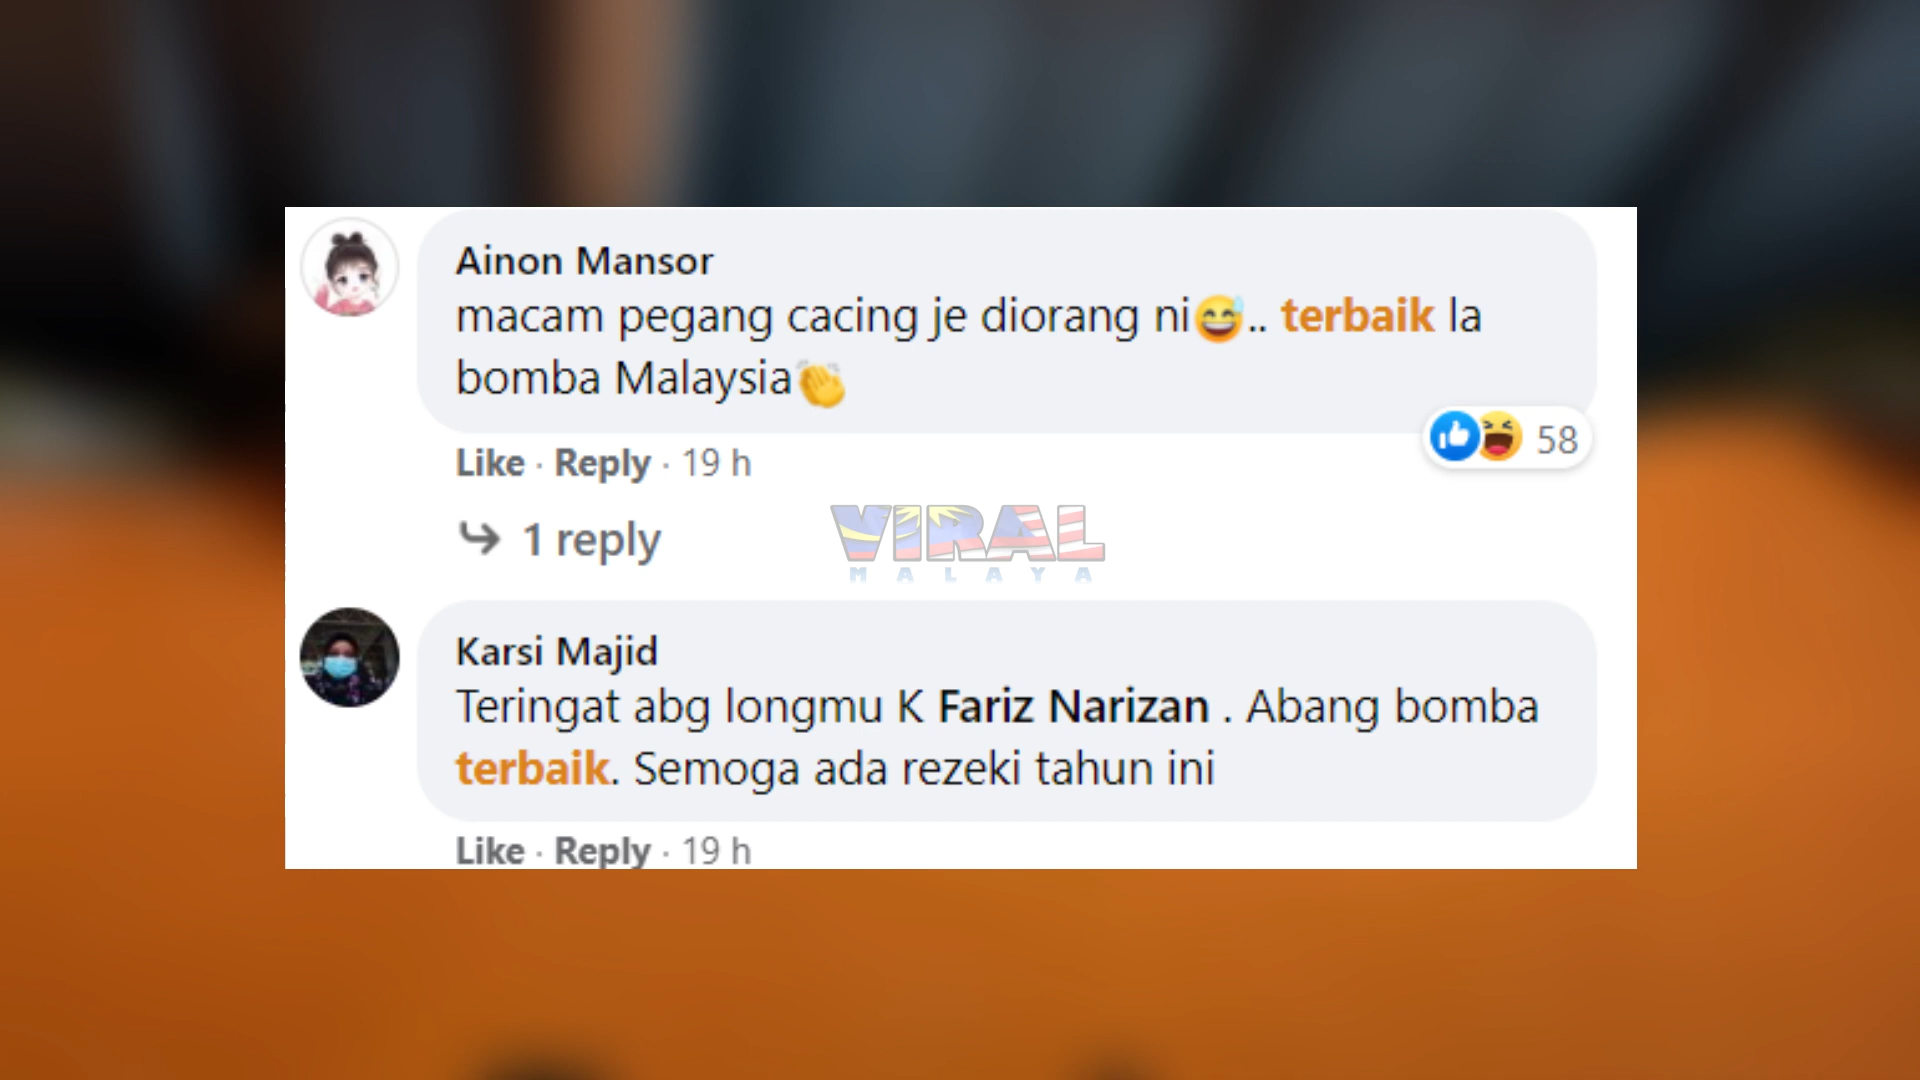 Ainon Mansor
macam pegang cacing je diorang ni😅.. terbaik la
bomba Malaysia👏
58
Like · Reply · 19 h
1 reply
VIRAL
MALAYA
Karsi Majid
Teringat abg longmu K Fariz Narizan . Abang bomba
terbaik. Semoga ada rezeki tahun ini
Like · Reply · 19 h